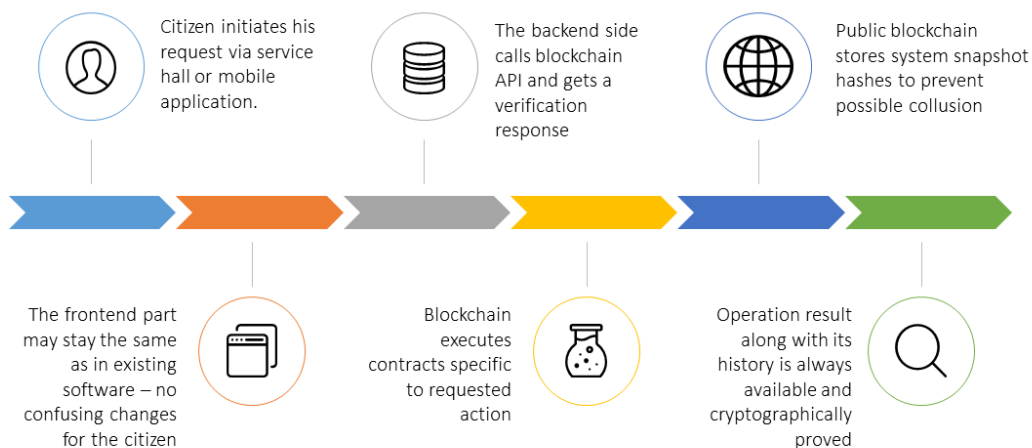 Citizen initiates his
request via service
hall or mobile
application.
The backend side
calls blockchain
API and gets a
verification
response
Public blockchain
stores system snapshot
hashes to prevent
possible collusion
The frontend part
may stay the same
as in existing
software – no
confusing changes
for the citizen
Blockchain
executes
contracts specific
to requested
action
Operation result
along with its
history is always
available and
cryptographically
proved